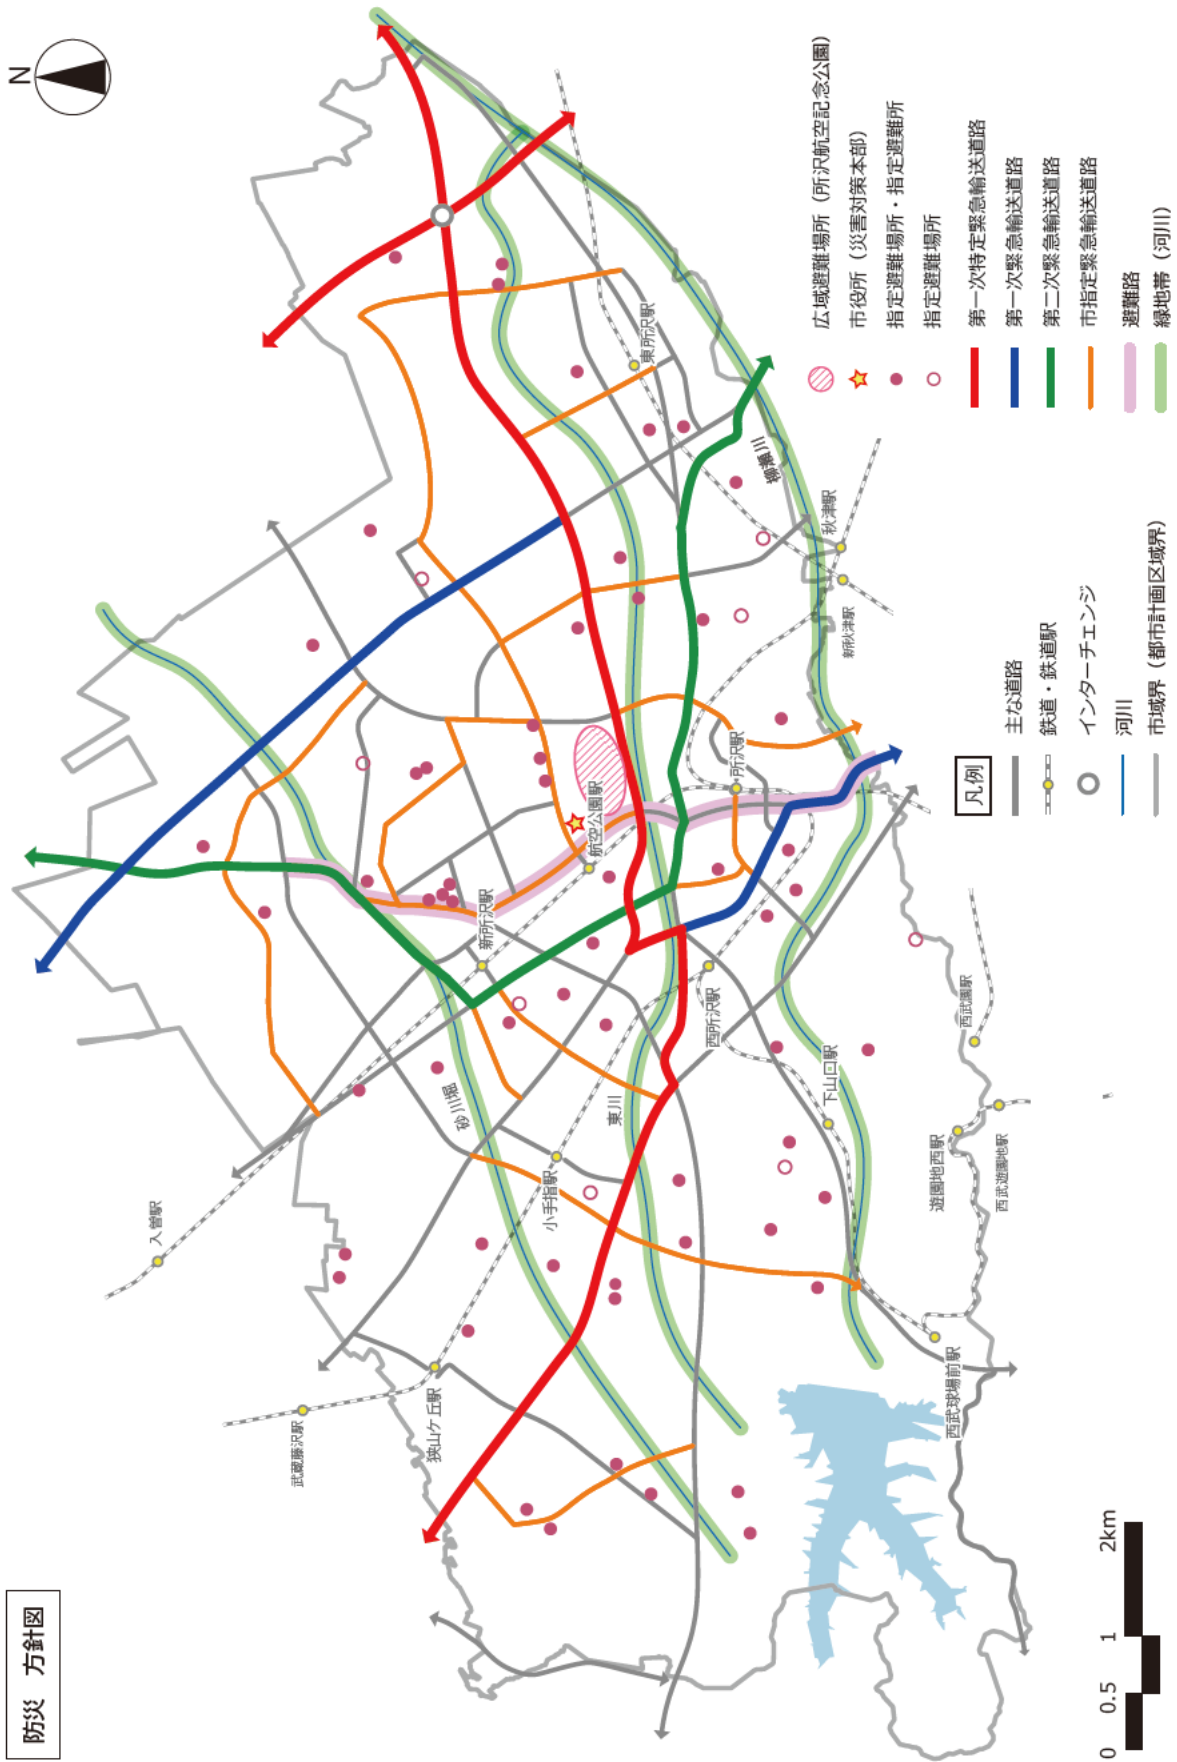 防災 方針図
N
入曽駅
武蔵藤沢駅
狭山ケ丘駅
小手指駅
新所沢駅
航空公園駅
東所沢駅
所沢駅
西所沢駅
秋津駅
新秋津駅
下山口駅
西武園駅
遊園地西駅
西武遊園地駅
西武球場前駅
砂川堀
東川
柳瀬川
凡例
主な道路
鉄道・鉄道駅
インターチェンジ
河川
市域界（都市計画区域界）
広域避難場所（所沢航空記念公園）
市役所（災害対策本部）
指定避難場所・指定避難所
指定避難場所
第一次特定緊急輸送道路
第一次緊急輸送道路
第二次緊急輸送道路
市指定緊急輸送道路
避難路
緑地帯（河川）
0 0.5 1 2km